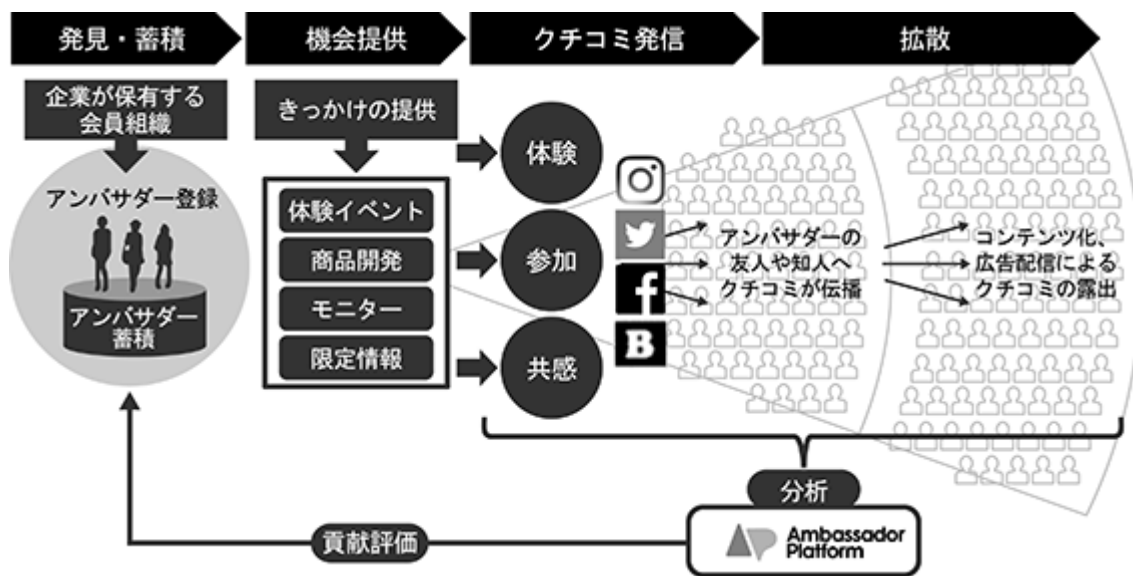 発見・蓄積
機会提供
クチコミ発信
拡散
企業が保有する
会員組織
アンバサダー登録
アンバサダー
蓄積
きっかけの提供
体験イベント
商品開発
モニター
限定情報
体験
参加
共感
f
B
アンバサダーの
友人や知人へ
クチコミが伝播
コンテンツ化、
広告配信による
クチコミの露出
分析
Ambassador
Platform
貢献評価